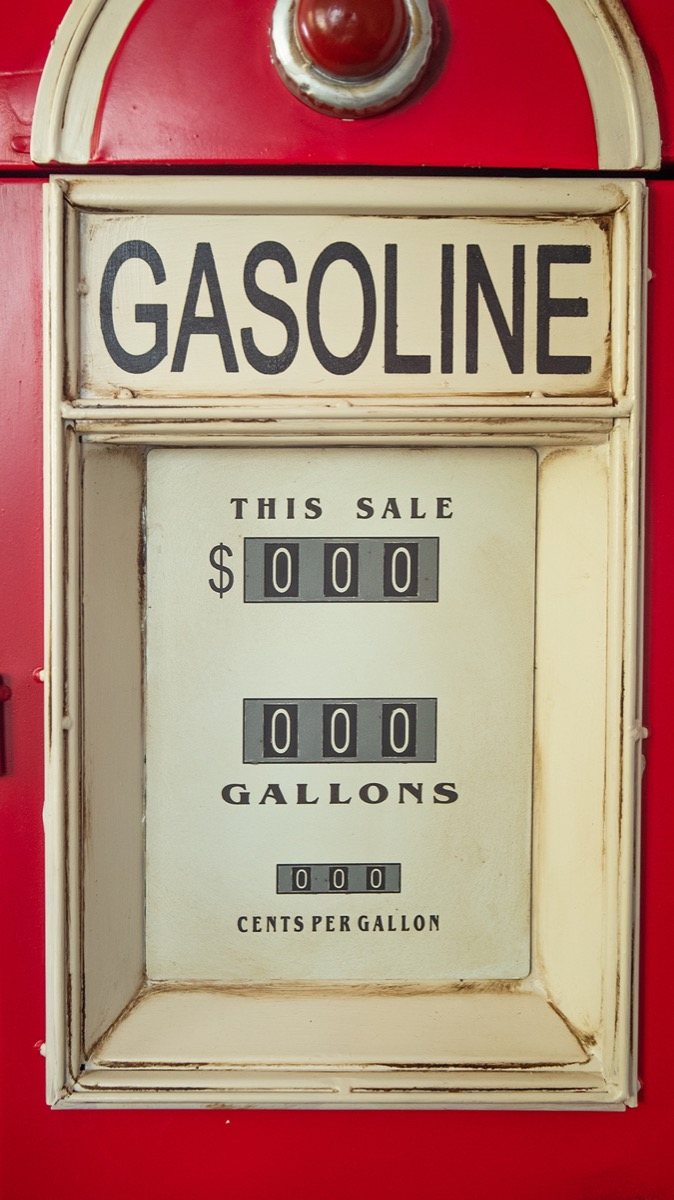 GASOLINE
THIS SALE
$ 000
000
GALLONS
000
CENTS PER GALLON